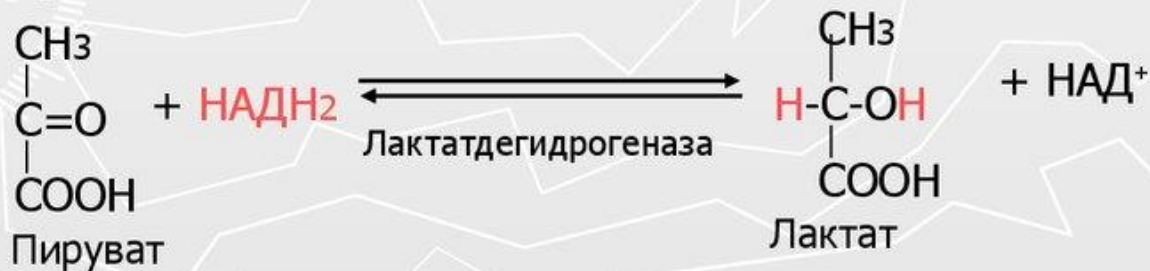 CH₃
C=O
COOH
Пируват
+ НАДН₂
Лактатдегидрогеназа
CH₃
H-C-OH
COOH
Лактат
+ НАД⁺